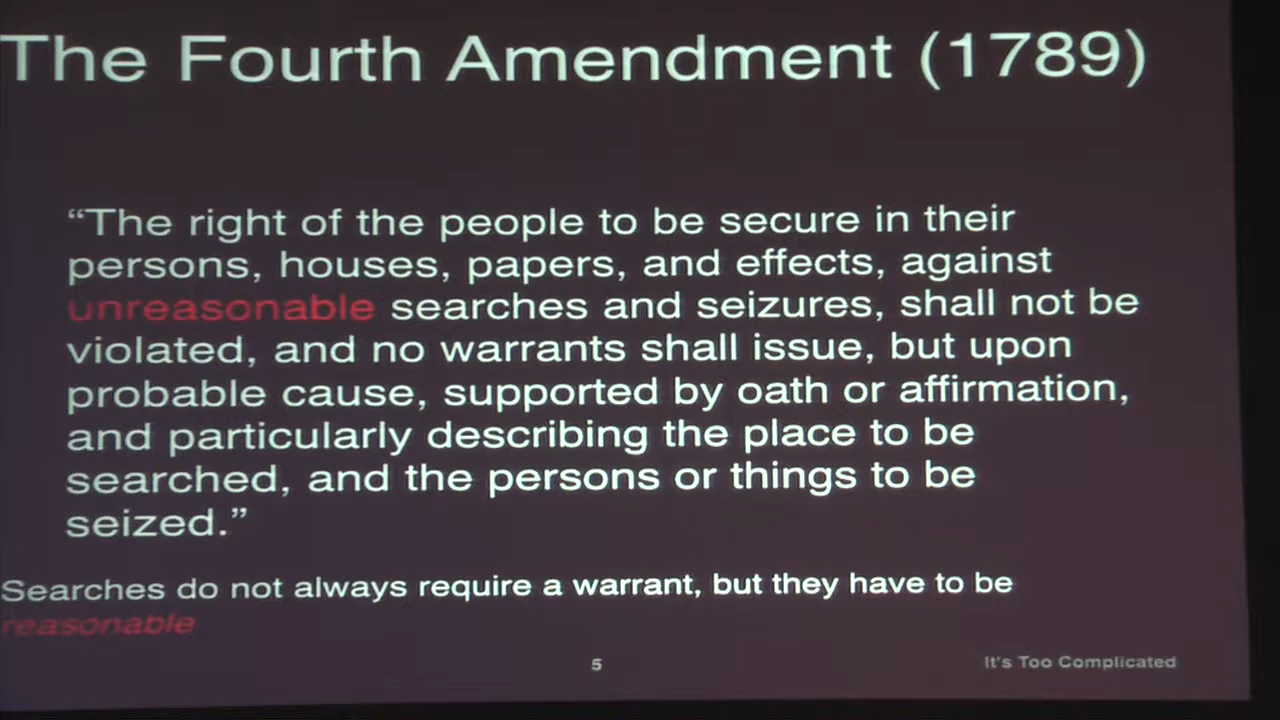 The Fourth Amendment (1789)
“The right of the people to be secure in their
persons, houses, papers, and effects, against
unreasonable searches and seizures, shall not be
violated, and no warrants shall issue, but upon
probable cause, supported by oath or affirmation,
and particularly describing the place to be
searched, and the persons or things to be
seized.”
Searches do not always require a warrant, but they have to be
reasonable
5
It's Too Complicated